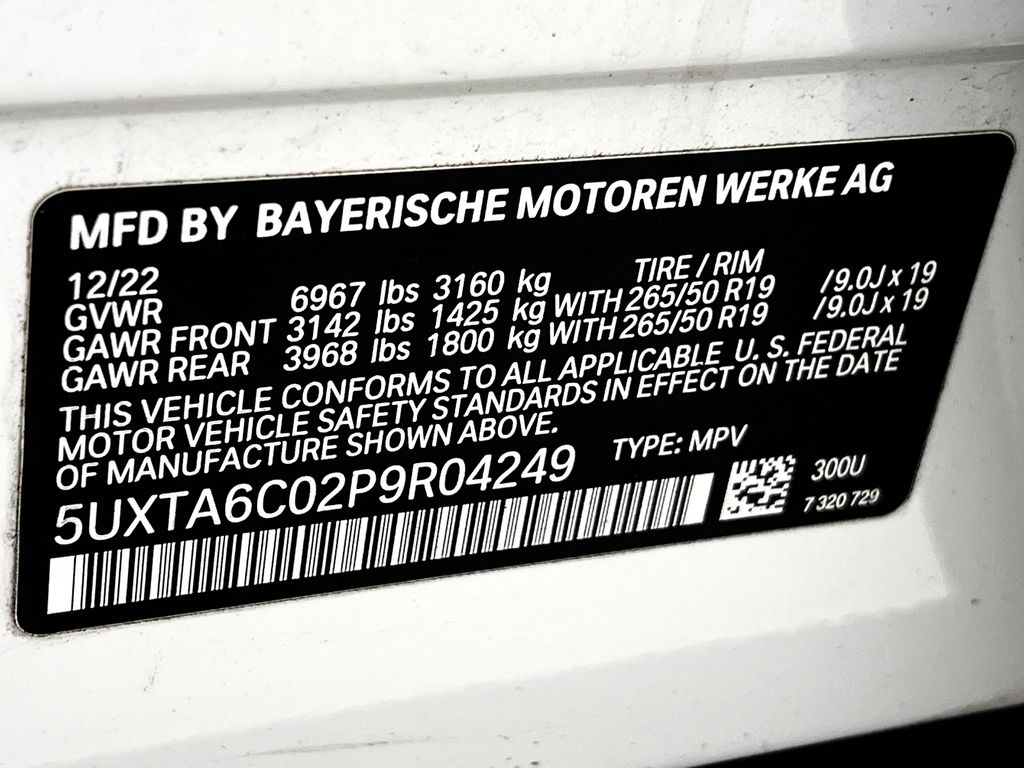 MFD BY BAYERISCHE MOTOREN WERKE AG
12/22 TIRE / RIM
GVWR 6967 lbs 3160 kg
GAWR FRONT 3142 lbs 1425 kg WITH 265/50 R19 /9.0J x 19
GAWR REAR 3968 lbs 1800 kg WITH 265/50 R19 /9.0J x 19
THIS VEHICLE CONFORMS TO ALL APPLICABLE U. S. FEDERAL
MOTOR VEHICLE SAFETY STANDARDS IN EFFECT ON THE DATE
OF MANUFACTURE SHOWN ABOVE.
5UXTA6C02P9R04249 TYPE: MPV
300U
7 320 729